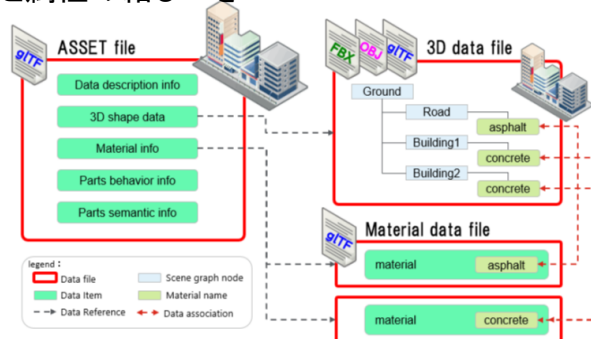 ASSET file
glTF
Data description info
3D shape data
Material info
Parts behavior info
Parts semantic info
FBX
OBJ
glTF
3D data file
Ground
Road
asphalt
Building1
concrete
Building2
concrete
glTF
Material data file
material
asphalt
material
concrete
legend：
Data file
Scene graph node
Data Item
Material name
Data Reference
Data association